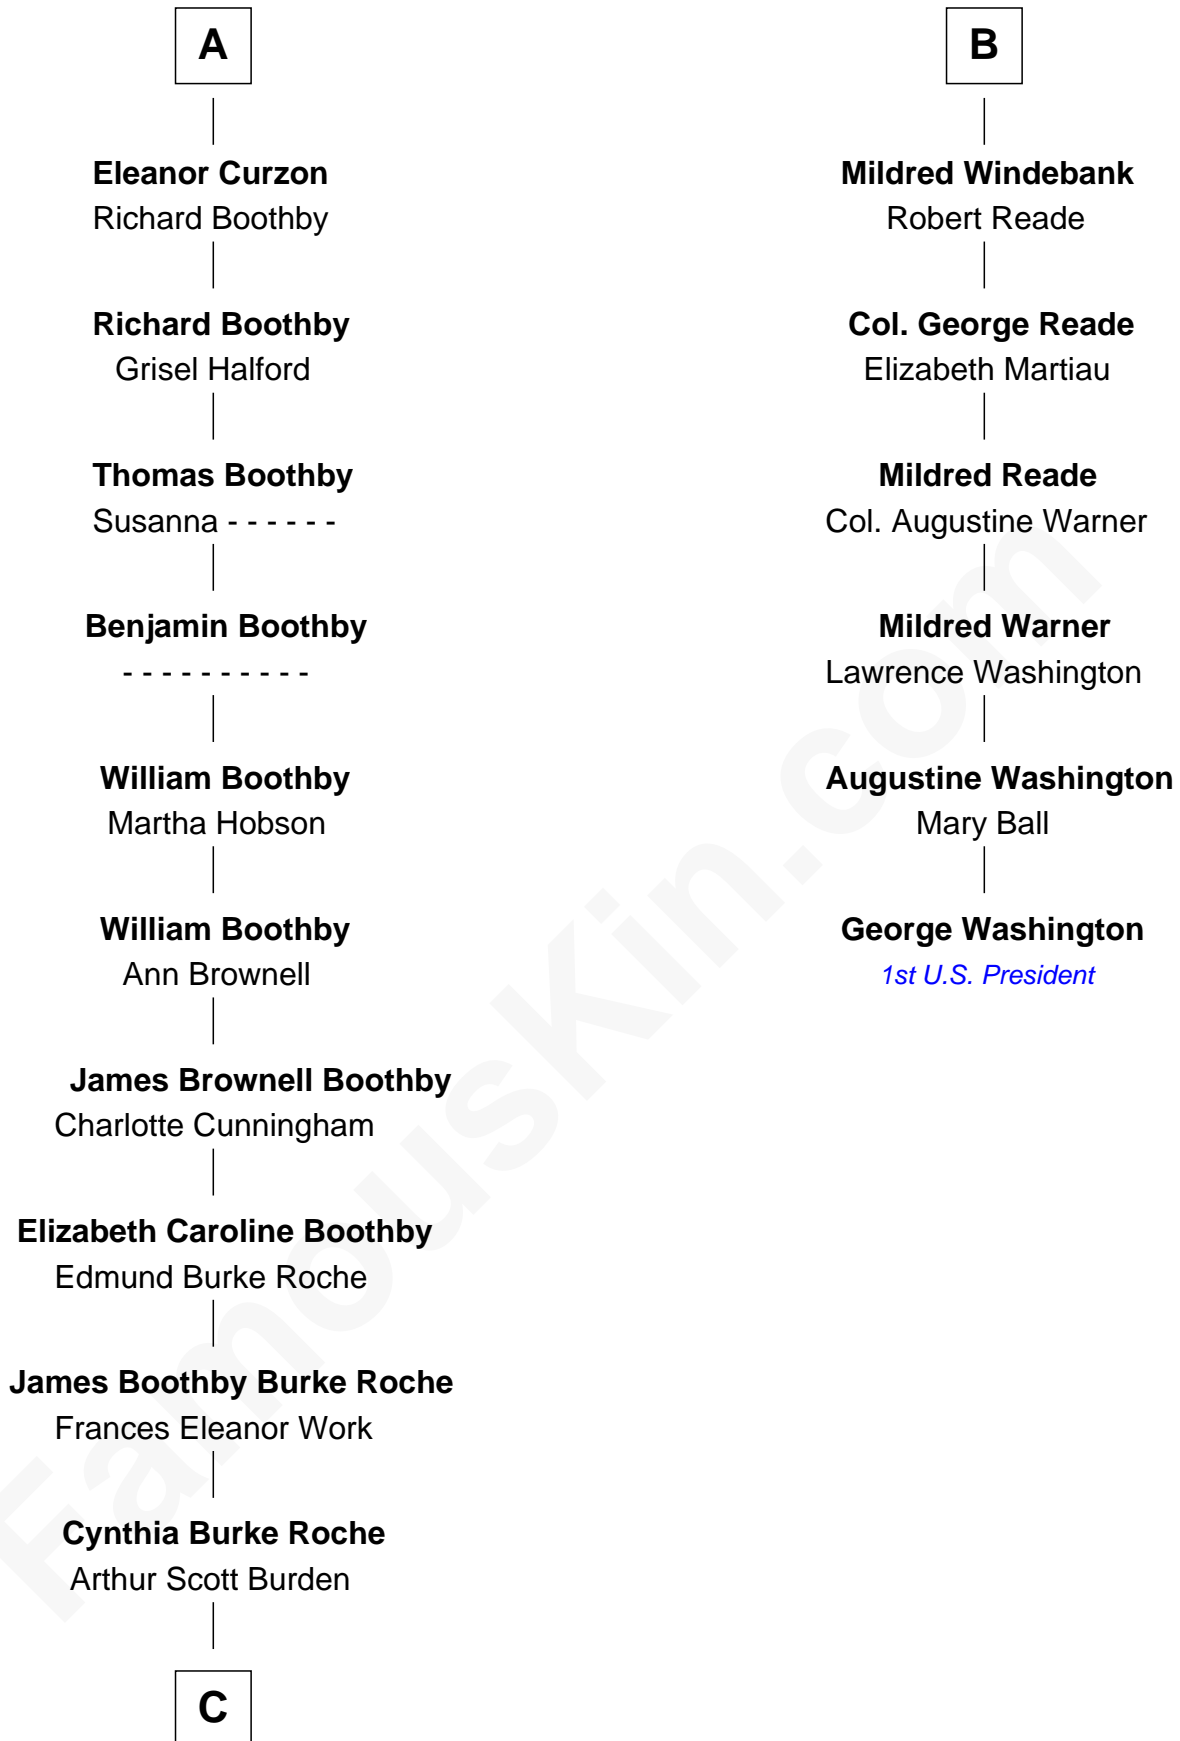 A
Eleanor Curzon
Richard Boothby
Richard Boothby
Grisel Halford
Thomas Boothby
Susanna - - - - - -
Benjamin Boothby
- - - - - - - - - -
William Boothby
Martha Hobson
William Boothby
Ann Brownell
James Brownell Boothby
Charlotte Cunningham
Elizabeth Caroline Boothby
Edmund Burke Roche
James Boothby Burke Roche
Frances Eleanor Work
Cynthia Burke Roche
Arthur Scott Burden
C
B
Mildred Windebank
Robert Reade
Col. George Reade
Elizabeth Martiau
Mildred Reade
Col. Augustine Warner
Mildred Warner
Lawrence Washington
Augustine Washington
Mary Ball
George Washington
1st U.S. President
FamousKin.com